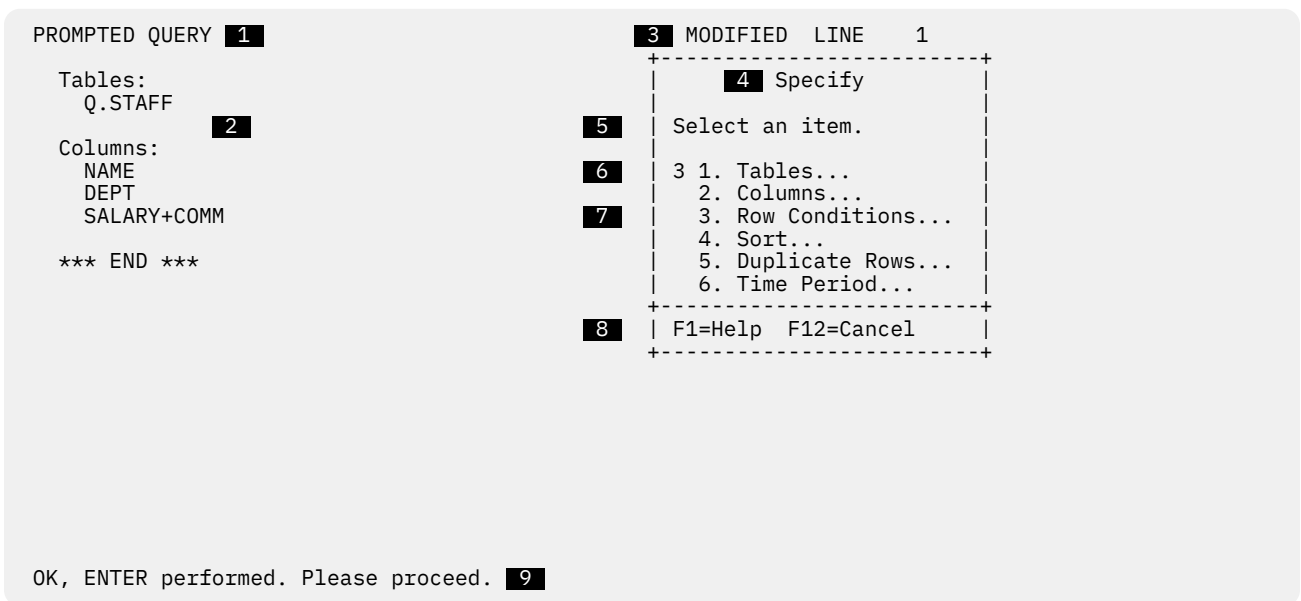 PROMPTED QUERY 1 3 MODIFIED LINE 1
+--------------------------+
Tables: | 4 Specify |
Q.STAFF | |
2 5 | Select an item. |
Columns: | |
NAME 6 | 3 1. Tables... |
DEPT | 2. Columns... |
SALARY+COMM 7 | 3. Row Conditions... |
| 4. Sort... |
*** END *** | 5. Duplicate Rows... |
| 6. Time Period... |
+--------------------------+
8 | F1=Help F12=Cancel |
+--------------------------+
OK, ENTER performed. Please proceed. 9